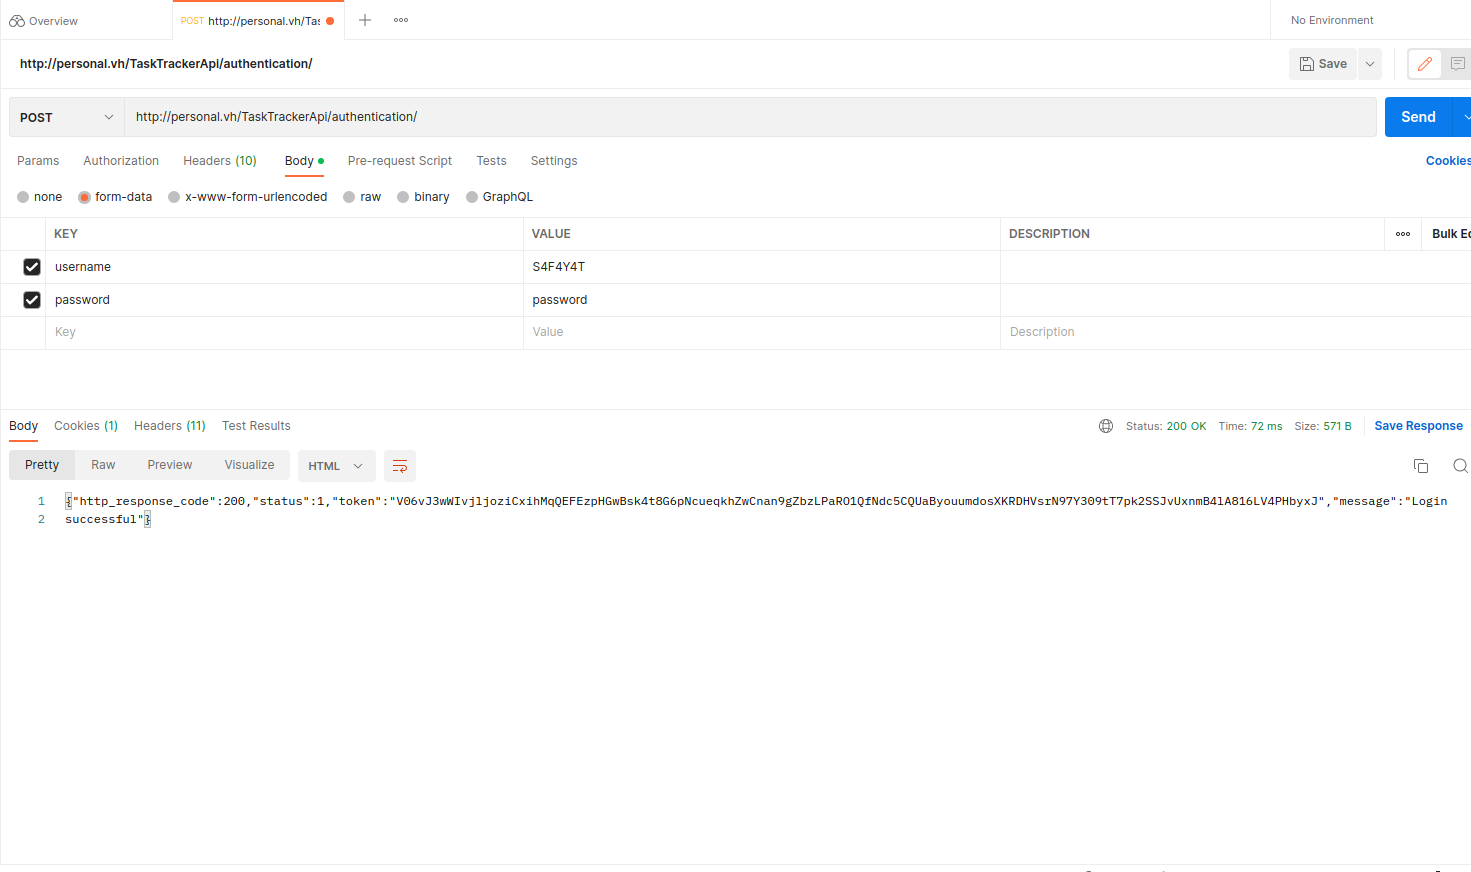 Overview
POST http://personal.vh/Tas
No Environment
http://personal.vh/TaskTrackerApi/authentication/
Save
POST
http://personal.vh/TaskTrackerApi/authentication/
Send
Params Authorization Headers (10) Body Pre-request Script Tests Settings Cookies
none form-data x-www-form-urlencoded raw binary GraphQL
KEY VALUE DESCRIPTION Bulk Ed
username S4F4Y4T
password password
Key Value Description
Body Cookies (1) Headers (11) Test Results Status: 200 OK Time: 72 ms Size: 571 B Save Response
Pretty Raw Preview Visualize HTML
1 {"http_response_code":200,"status":1,"token":"V06vJ3wWIvjljoziCxihMqQEFEzpHGwBsk4t8G6pNcueqkhZwCnan9gZbzLPaRO1QfNdc5CQUaByouumdosXKRDHVsrN97Y309tT7pk2SSJvUxnmB4lA816LV4PHbyxJ","message":"Login
2 successful"}